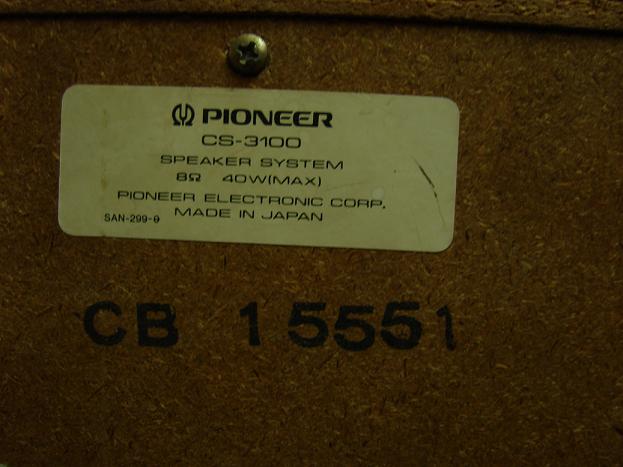 PIONEER
CS-3100
SPEAKER SYSTEM
8Ω 40W(MAX)
PIONEER ELECTRONIC CORP.
SAN-299-0 MADE IN JAPAN
CB 15551